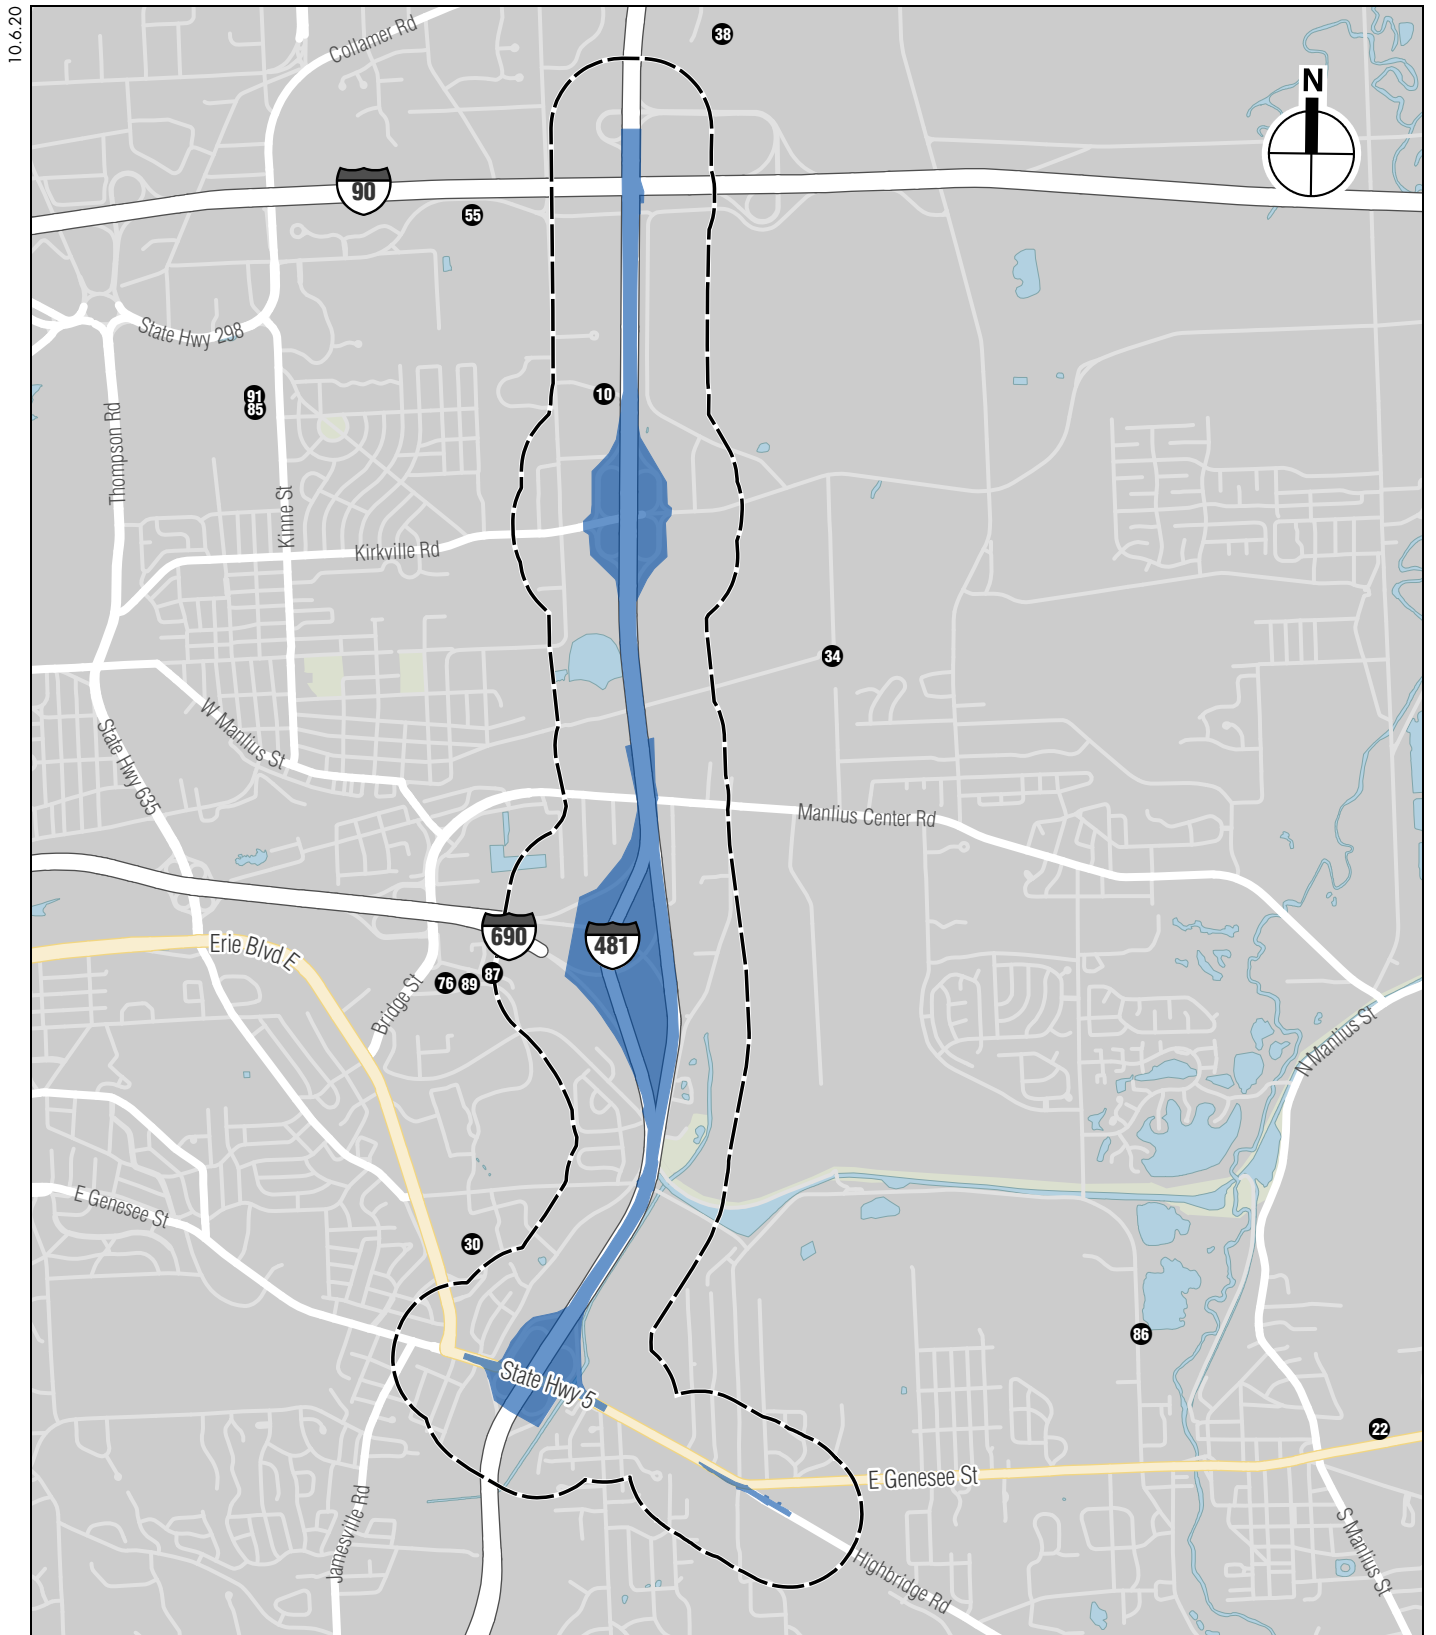 10.6.20
Collamer Rd
38
N
90
55
State Hwy 298
91
85
10
Thompson Rd
Kinne St
Kirkville Rd
34
W Manlius St
State Hwy 635
Manlius Center Rd
690
481
Erie Blvd E
76
89
87
Bridge St
N Manlius St
E Genesee St
30
86
State Hwy 5
22
E Genesee St
Jamesville Rd
Highbridge Rd
S Manlius St